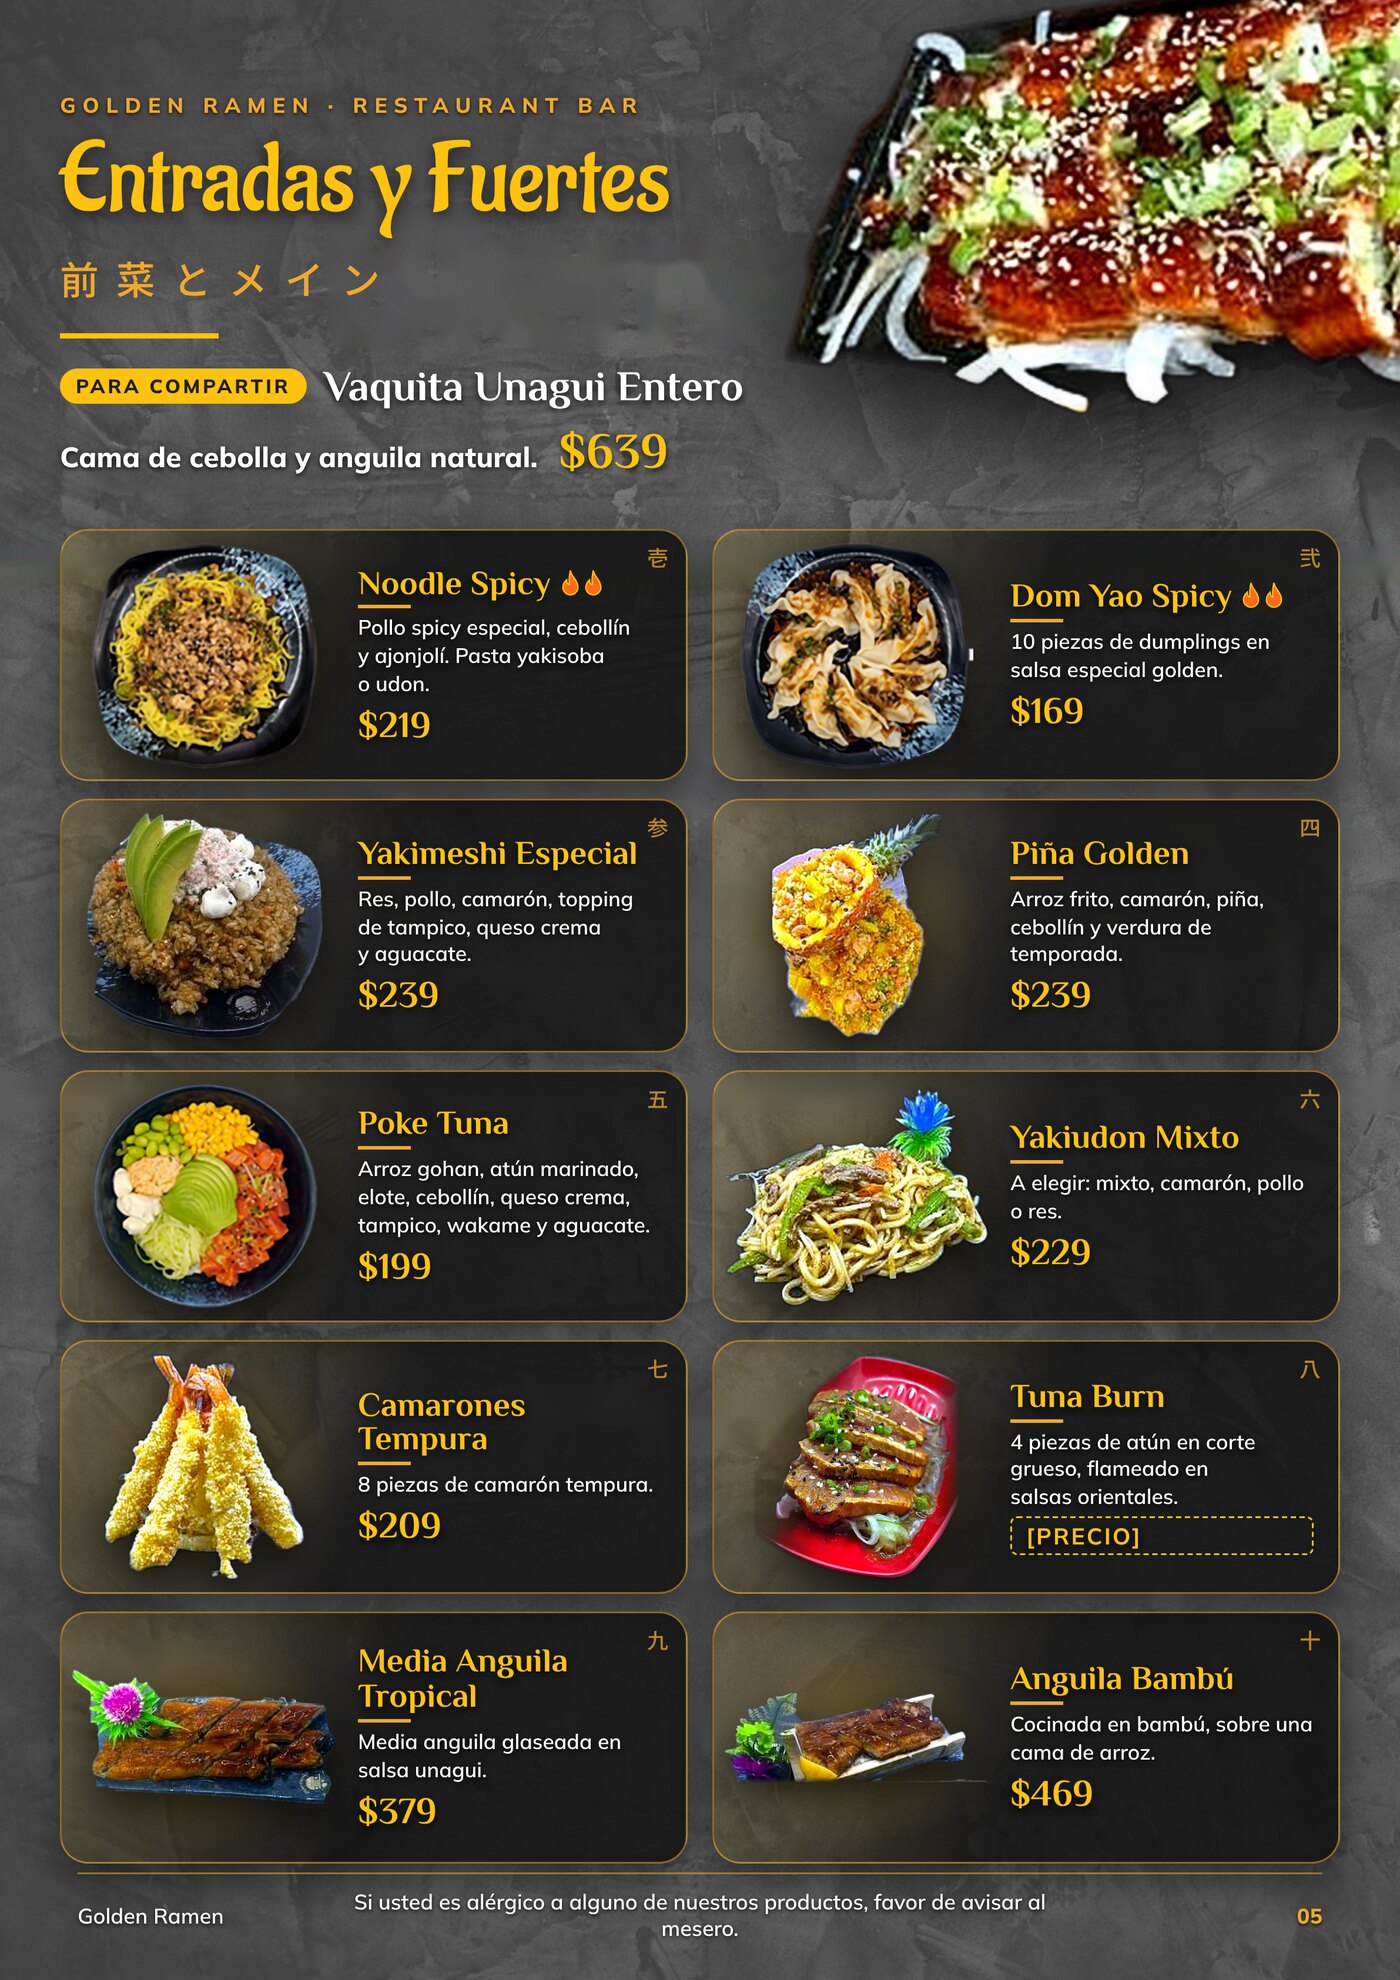 GOLDEN RAMEN · RESTAURANT BAR
Entradas y Fuertes
前菜とメイン
PARA COMPARTIR Vaquita Unagui Entero
Cama de cebolla y anguila natural. $639
壱
Noodle Spicy
Pollo spicy especial, cebollín
y ajonjolí. Pasta yakisoba
o udon.
$219
弐
Dom Yao Spicy
10 piezas de dumplings en
salsa especial golden.
$169
参
Yakimeshi Especial
Res, pollo, camarón, topping
de tampico, queso crema
y aguacate.
$239
四
Piña Golden
Arroz frito, camarón, piña,
cebollín y verdura de
temporada.
$239
五
Poke Tuna
Arroz gohan, atún marinado,
elote, cebollín, queso crema,
tampico, wakame y aguacate.
$199
六
Yakiudon Mixto
A elegir: mixto, camarón, pollo
o res.
$229
七
Camarones
Tempura
8 piezas de camarón tempura.
$209
八
Tuna Burn
4 piezas de atún en corte
grueso, flameado en
salsas orientales.
[PRECIO]
九
Media Anguila
Tropical
Media anguila glaseada en
salsa unagui.
$379
十
Anguila Bambú
Cocinada en bambú, sobre una
cama de arroz.
$469
Golden Ramen
Si usted es alérgico a alguno de nuestros productos, favor de avisar al
mesero.
05